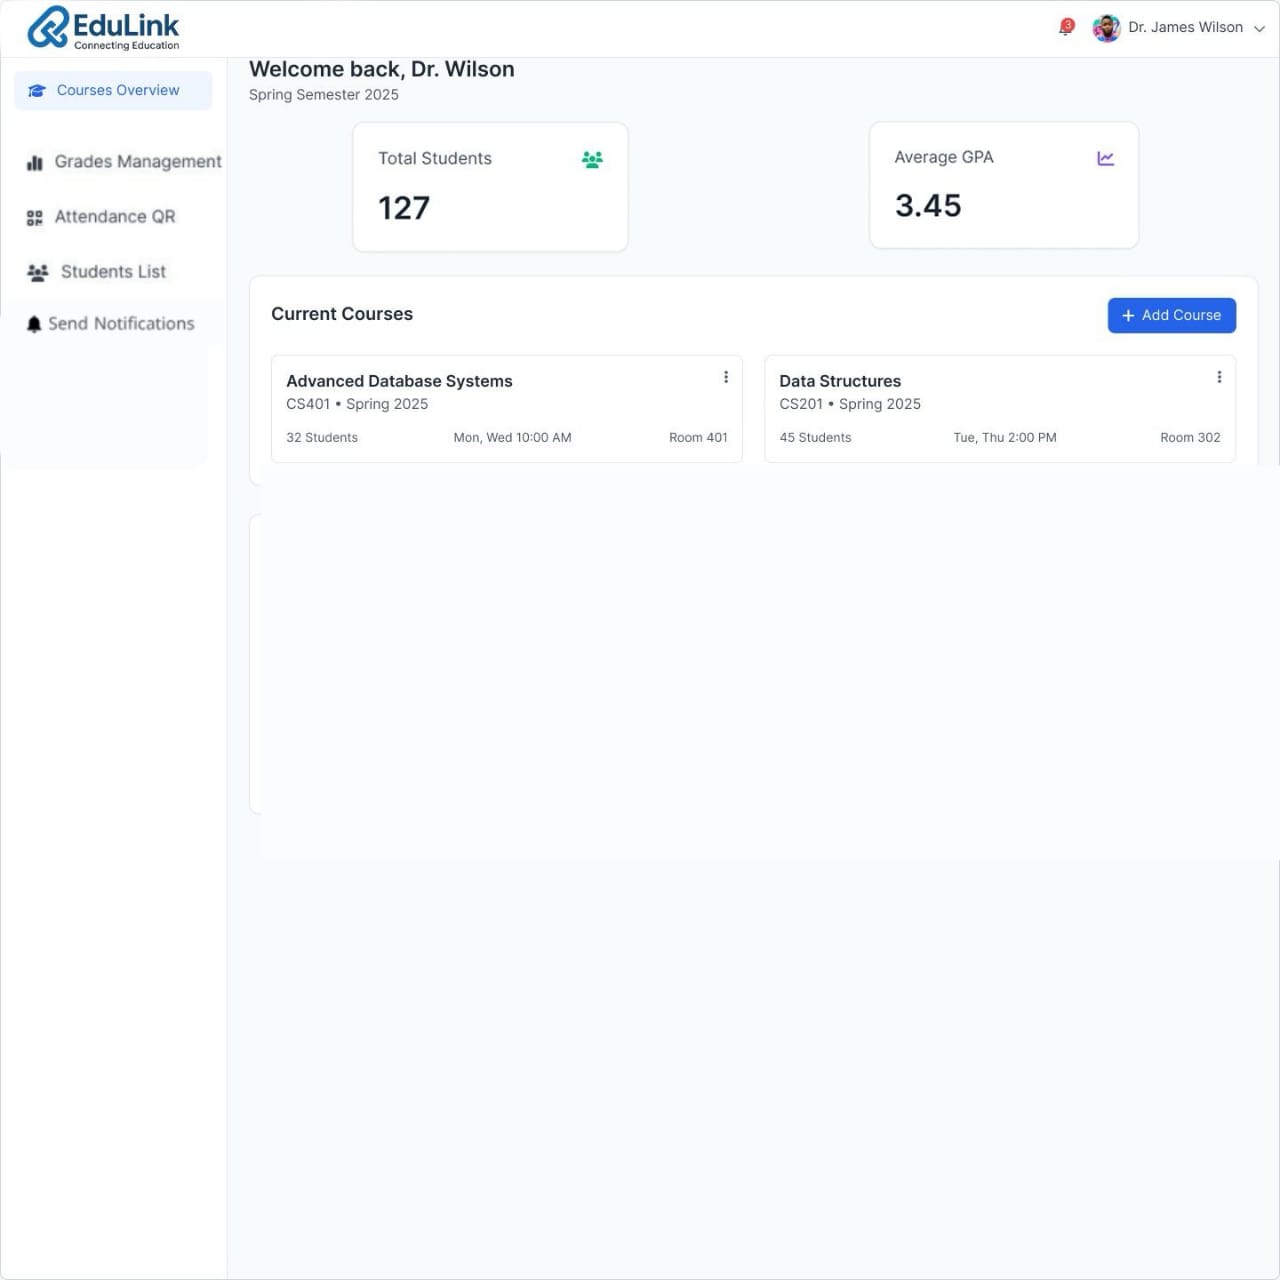 EduLink
Connecting Education
3
Dr. James Wilson
Courses Overview
Grades Management
Attendance QR
Students List
Send Notifications
Welcome back, Dr. Wilson
Spring Semester 2025
Total Students
127
Average GPA
3.45
Current Courses
+ Add Course
Advanced Database Systems
CS401 • Spring 2025
32 Students Mon, Wed 10:00 AM Room 401
Data Structures
CS201 • Spring 2025
45 Students Tue, Thu 2:00 PM Room 302